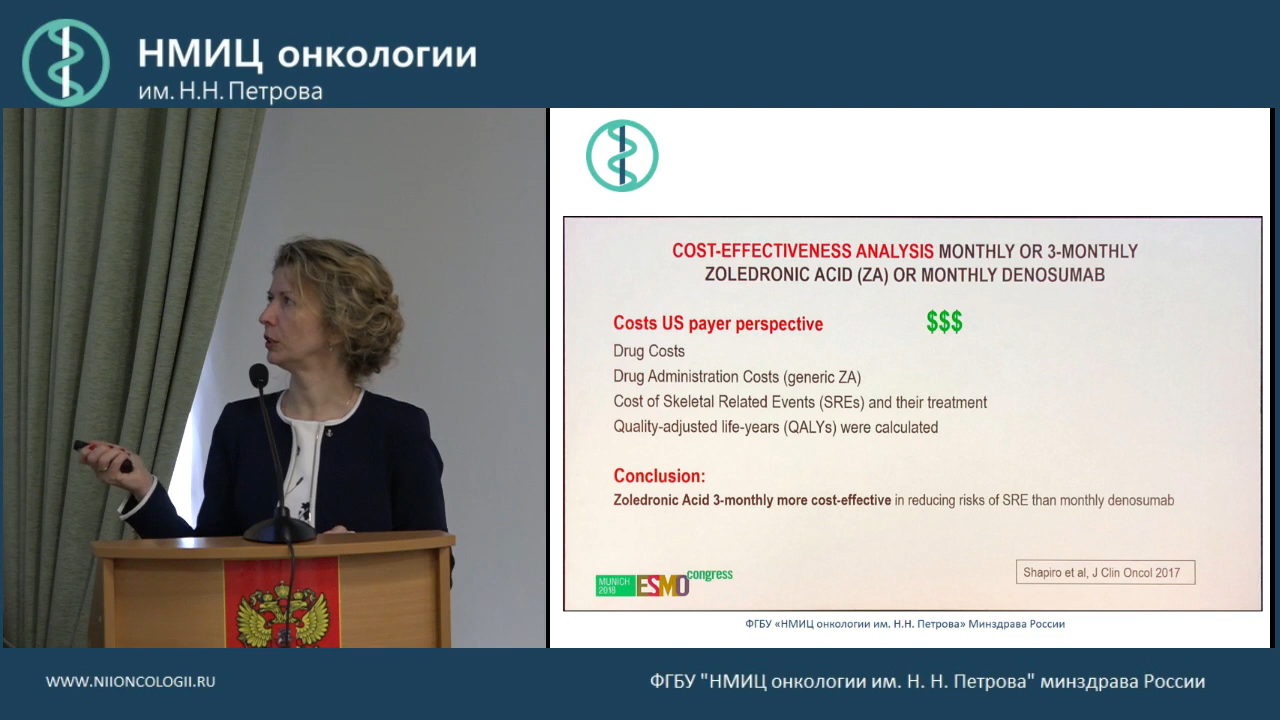 НМИЦ онкологии
им. Н.Н. Петрова
COST-EFFECTIVENESS ANALYSIS MONTHLY OR 3-MONTHLY
ZOLEDRONIC ACID (ZA) OR MONTHLY DENOSUMAB
Costs US payer perspective $$$
Drug Costs
Drug Administration Costs (generic ZA)
Cost of Skeletal Related Events (SREs) and their treatment
Quality-adjusted life-years (QALYs) were calculated
Conclusion:
Zoledronic Acid 3-monthly more cost-effective in reducing risks of SRE than monthly denosumab
MUNICH
2018
ESMO congress
Shapiro et al, J Clin Oncol 2017
ФГБУ «НМИЦ онкологии им. Н.Н. Петрова» Минздрава России
WWW.NIIONCOLOGII.RU
ФГБУ "НМИЦ онкологии им. Н. Н. Петрова" минздрава России